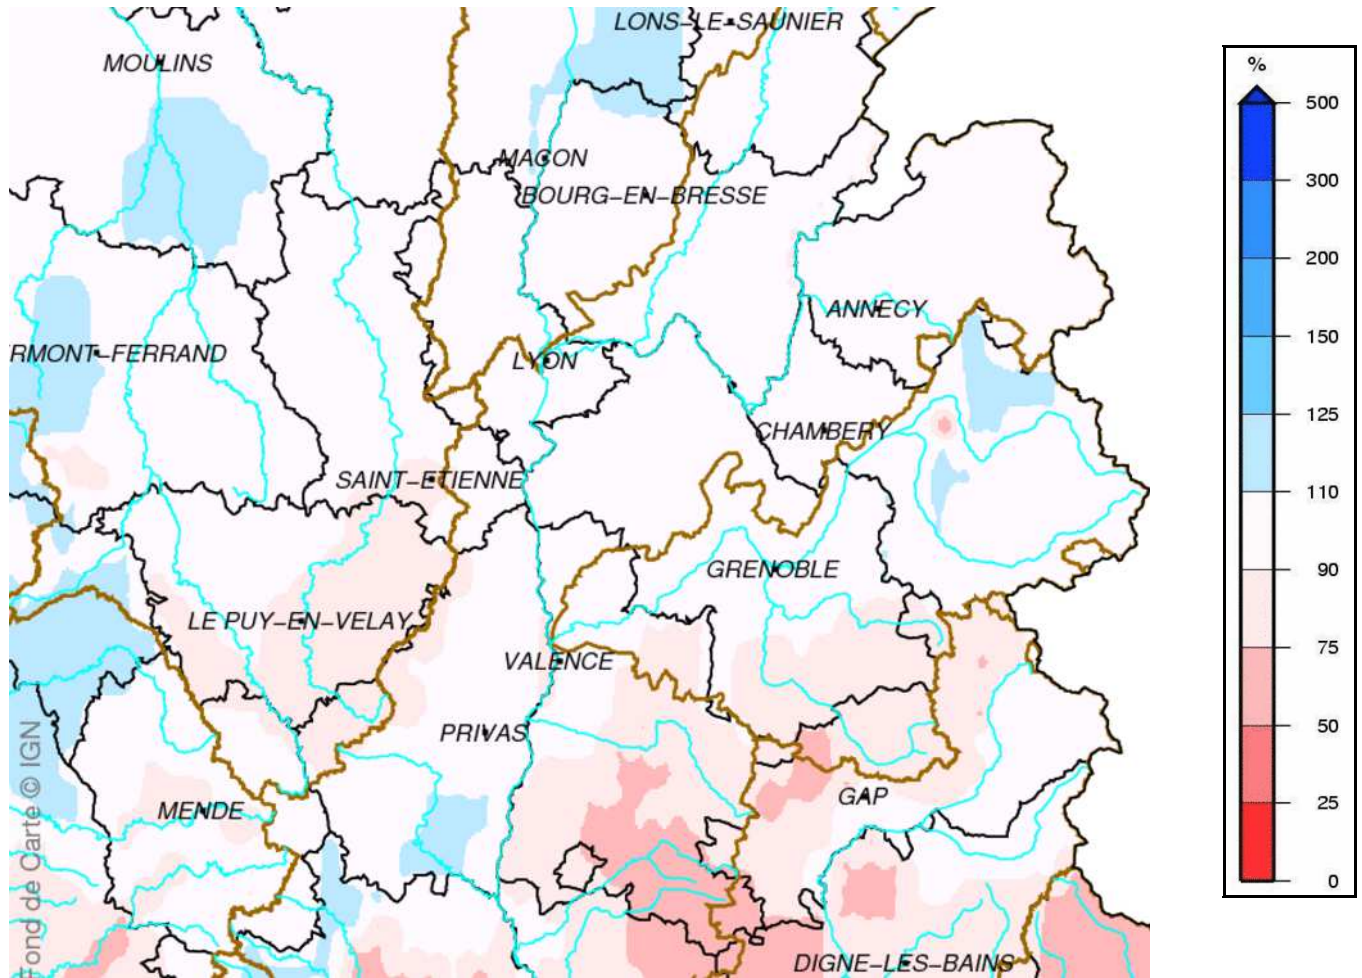 LONS-LE-SAUNIER
MOULINS
MACON
BOURG-EN-BRESSE
ANNECY
RMONT-FERRAND
LYON
CHAMBERY
SAINT-ETIENNE
GRENOBLE
LE PUY-EN-VELAY
VALENCE
PRIVAS
GAP
MENDE
DIGNE-LES-BAINS
Fond de Carte © IGN
%
500
300
200
150
125
110
90
75
50
25
0